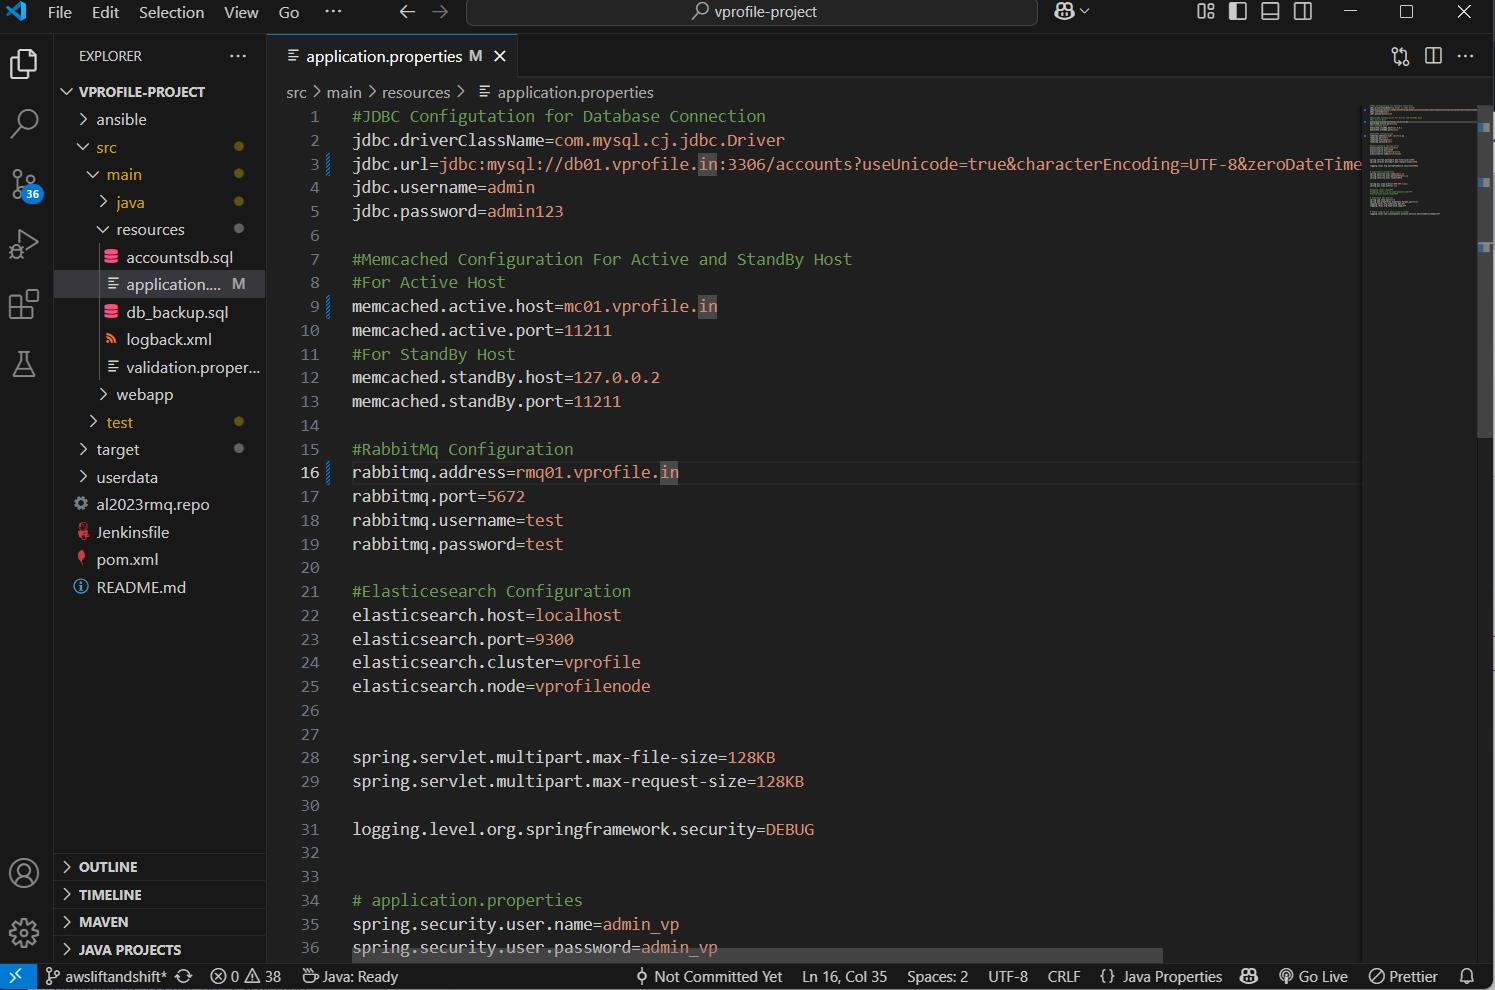 File Edit Selection View Go ··· vprofile-project
EXPLORER ···
VPROFILE-PROJECT
ansible
src
main
java
resources
accountsdb.sql
application.... M
db_backup.sql
logback.xml
validation.proper...
webapp
test
target
userdata
al2023rmq.repo
Jenkinsfile
pom.xml
README.md
OUTLINE
TIMELINE
MAVEN
JAVA PROJECTS
36
application.properties M
src > main > resources > application.properties
1 #JDBC Configutation for Database Connection
2 jdbc.driverClassName=com.mysql.cj.jdbc.Driver
3 jdbc.url=jdbc:mysql://db01.vprofile.in:3306/accounts?useUnicode=true&characterEncoding=UTF-8&zeroDateTime
4 jdbc.username=admin
5 jdbc.password=admin123
6
7 #Memcached Configuration For Active and StandBy Host
8 #For Active Host
9 memcached.active.host=mc01.vprofile.in
10 memcached.active.port=11211
11 #For StandBy Host
12 memcached.standBy.host=127.0.0.2
13 memcached.standBy.port=11211
14
15 #RabbitMq Configuration
16 rabbitmq.address=rmq01.vprofile.in
17 rabbitmq.port=5672
18 rabbitmq.username=test
19 rabbitmq.password=test
20
21 #Elasticesearch Configuration
22 elasticsearch.host=localhost
23 elasticsearch.port=9300
24 elasticsearch.cluster=vprofile
25 elasticsearch.node=vprofilenode
26
27
28 spring.servlet.multipart.max-file-size=128KB
29 spring.servlet.multipart.max-request-size=128KB
30
31 logging.level.org.springframework.security=DEBUG
32
33
34 # application.properties
35 spring.security.user.name=admin_vp
36 spring.security.user.password=admin_vp
awsliftandshift* 0 38 Java: Ready Not Committed Yet Ln 16, Col 35 Spaces: 2 UTF-8 CRLF {} Java Properties Go Live Prettier